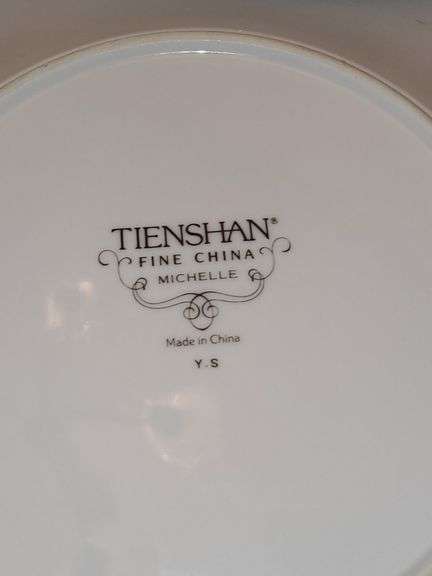 TIENSHAN®
FINE CHINA
MICHELLE
Made in China
Y.S